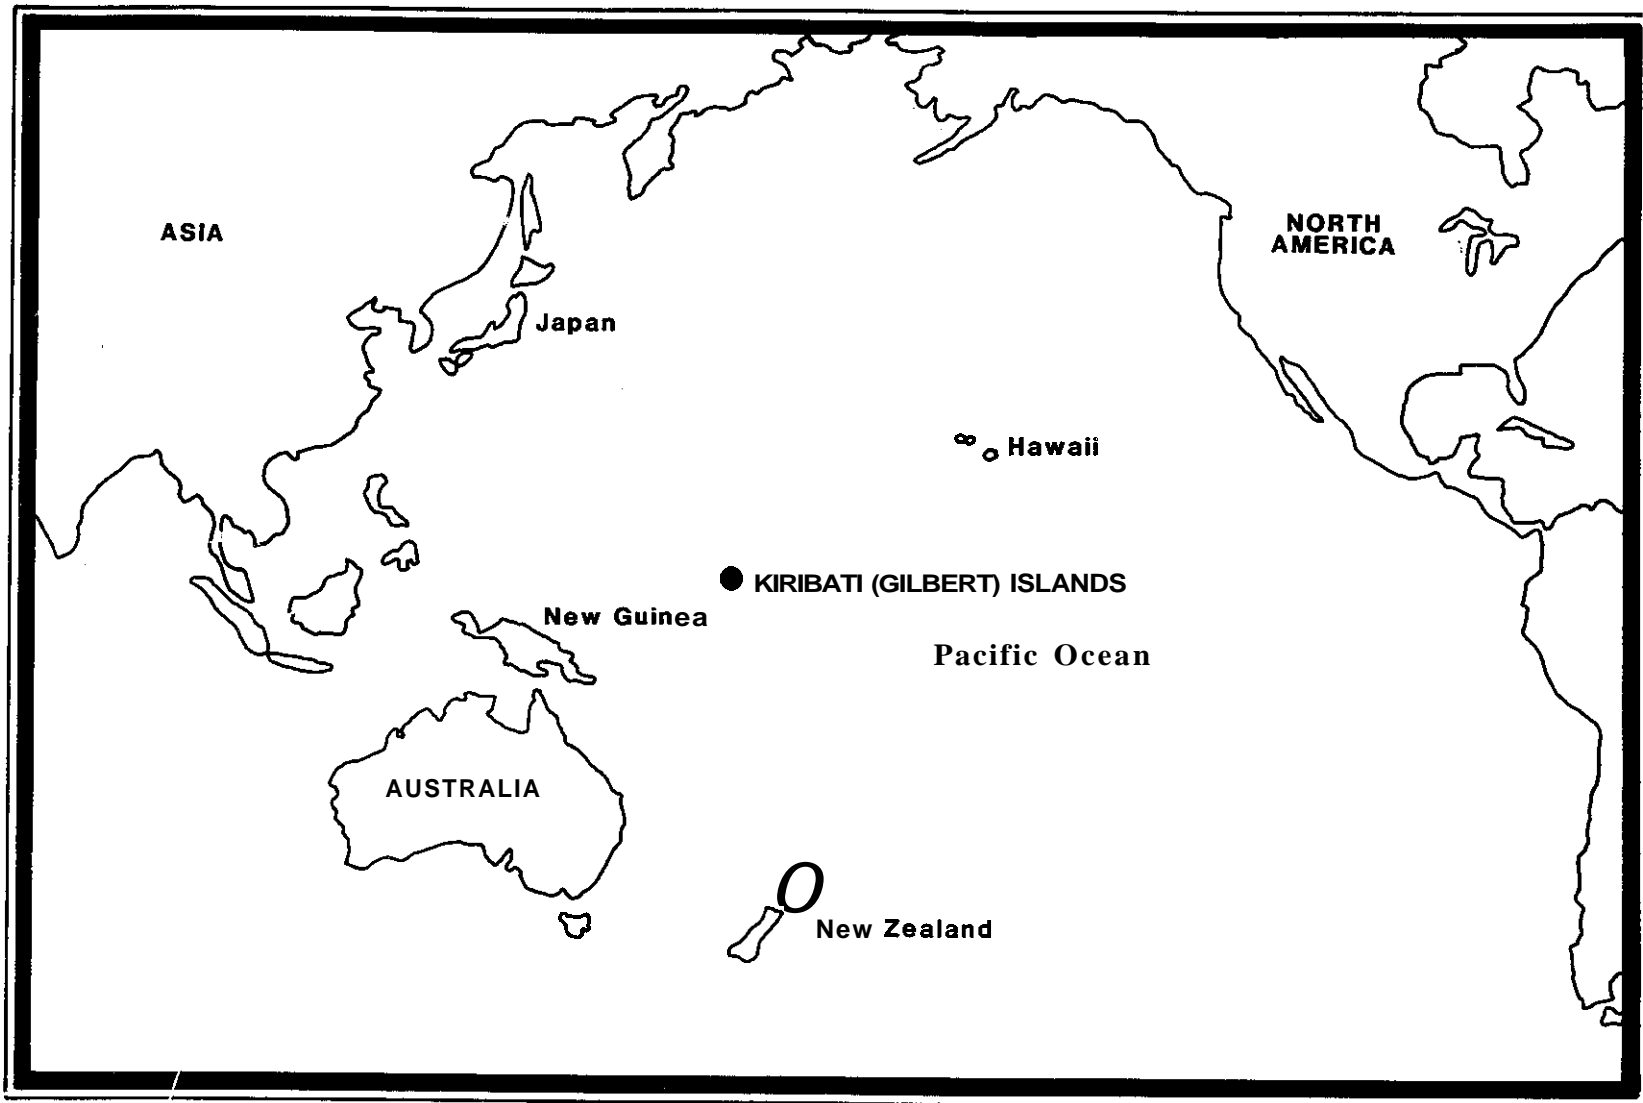 ASIA
NORTH
AMERICA
Japan
Hawaii
KIRIBATI (GILBERT) ISLANDS
New Guinea
Pacific Ocean
AUSTRALIA
New Zealand